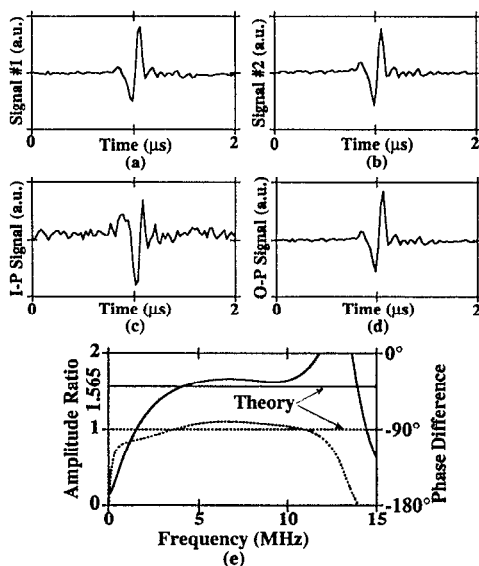 Signal #1 (a.u.)
0
Time (μs)
2
(a)
Signal #2 (a.u.)
0
Time (μs)
2
(b)
I-P Signal (a.u.)
0
Time (μs)
2
(c)
O-P Signal (a.u.)
0
Time (μs)
2
(d)
Amplitude Ratio
2
1.565
1
0
Theory
0°
-90°
-180°
Phase Difference
0
5
10
15
Frequency (MHz)
(e)